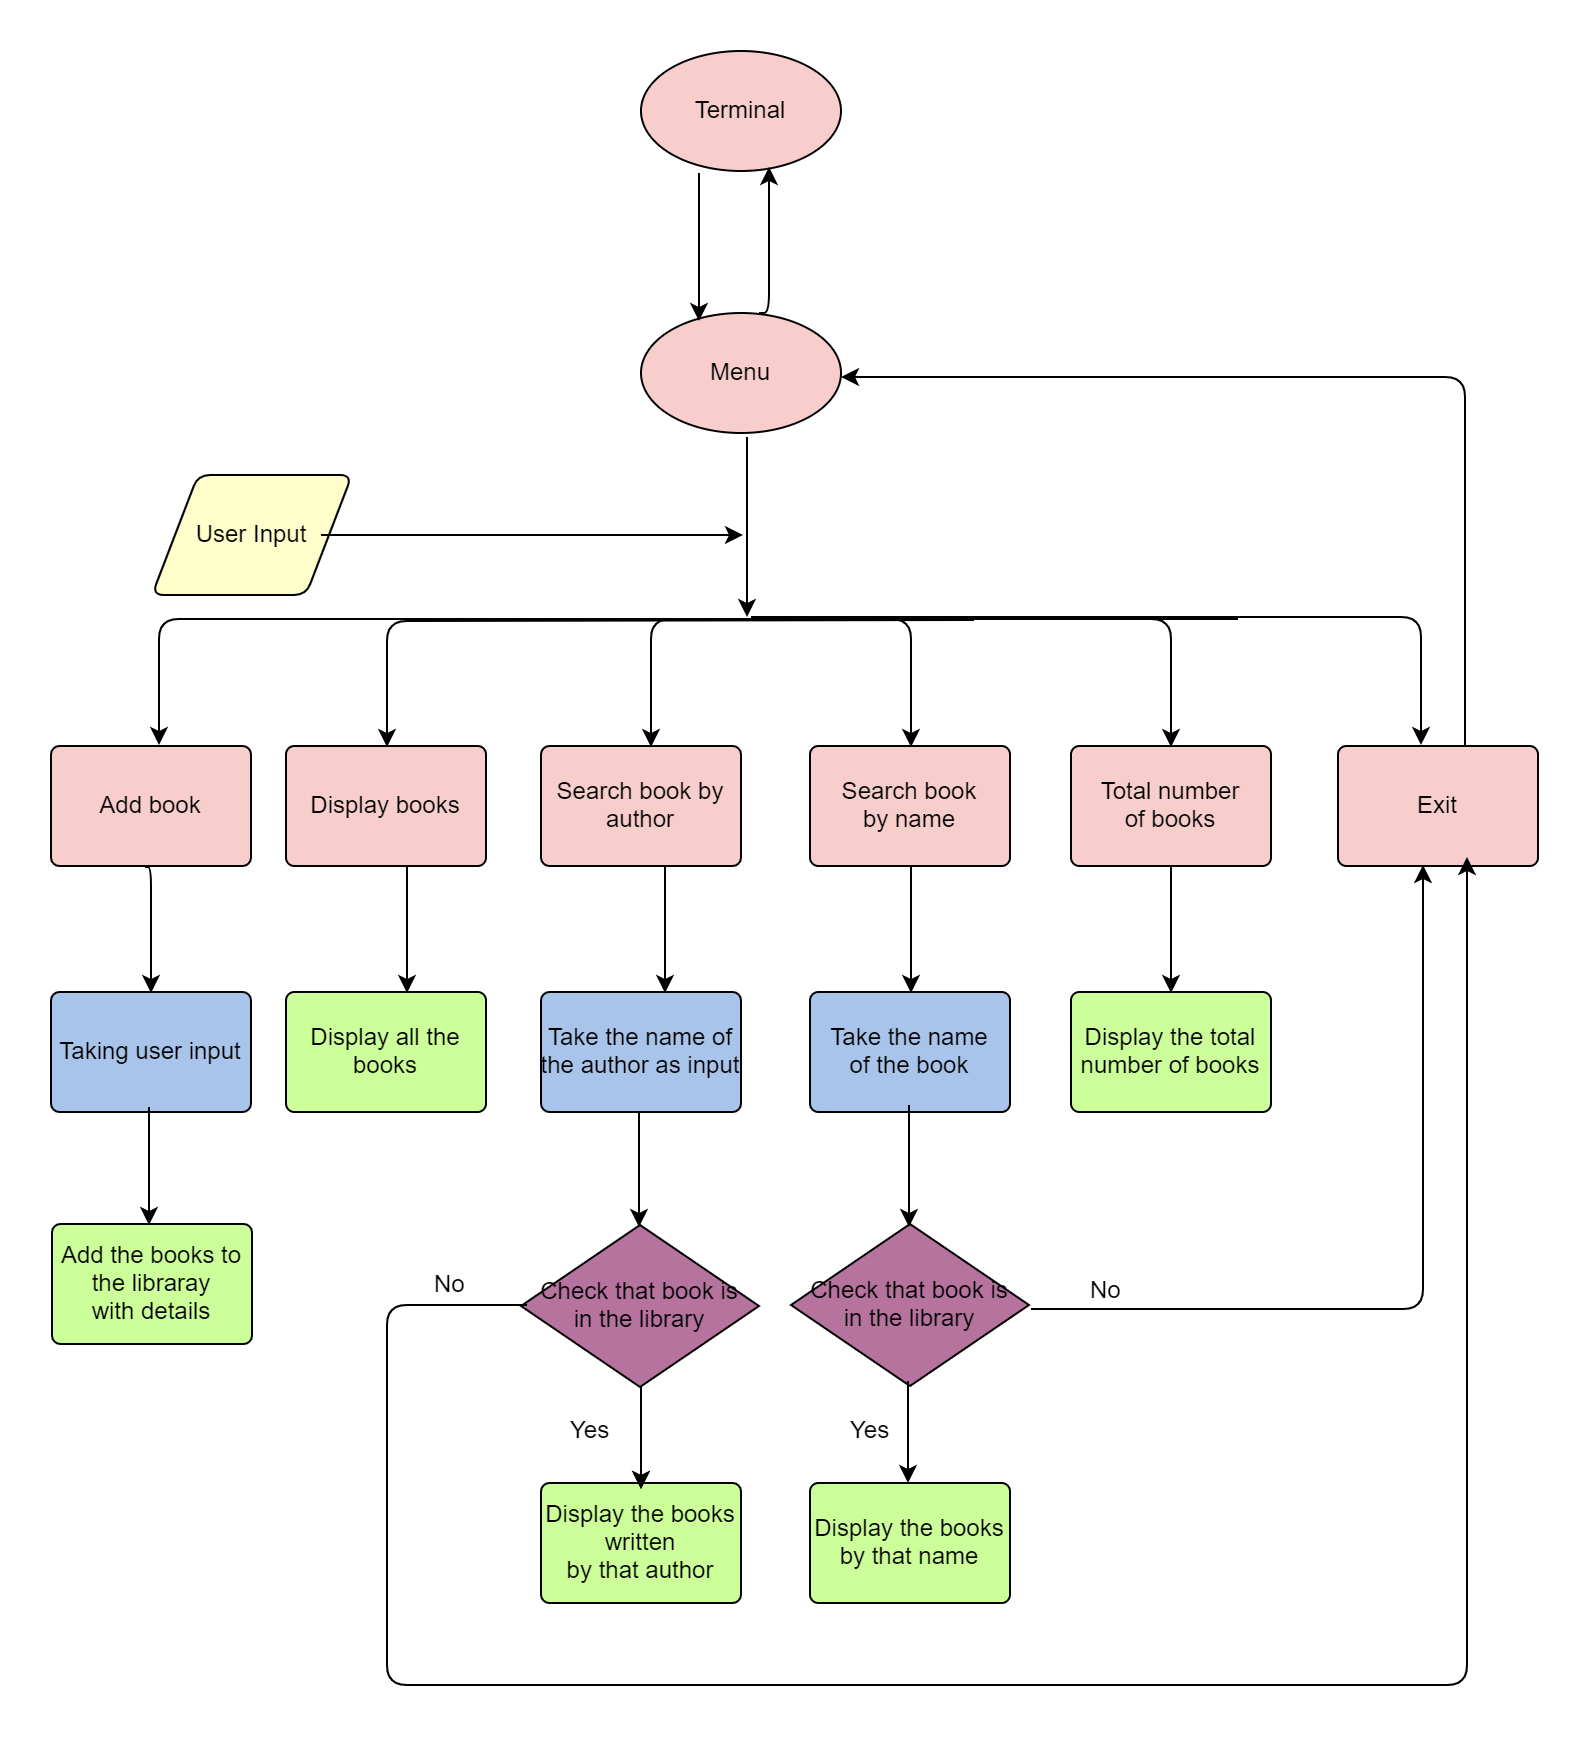 Terminal
Menu
User Input
Add book
Display books
Search book by
author
Search book
by name
Total number
of books
Exit
Taking user input
Display all the
books
Take the name of
the author as input
Take the name
of the book
Display the total
number of books
Add the books to
the libraray
with details
No
Check that book is
in the library
Check that book is
in the library
No
Yes
Yes
Display the books
written
by that author
Display the books
by that name